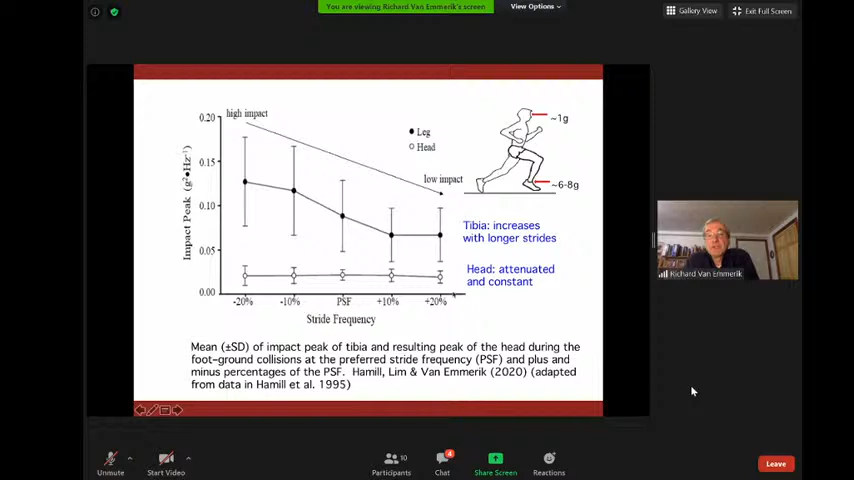 You are viewing Richard Van Emmerik's screen
View Options
Gallery View
Exit Full Screen
high impact
Leg
Head
low impact
~1g
~6-8g
Impact Peak (g²•Hz⁻¹)
0.20
0.15
0.10
0.05
0.00
-20%
-10%
PSF
+10%
+20%
Stride Frequency
Tibia: increases
with longer strides
Head: attenuated
and constant
Mean (±SD) of impact peak of tibia and resulting peak of the head during the
foot-ground collisions at the preferred stride frequency (PSF) and plus and
minus percentages of the PSF. Hamill, Lim & Van Emmerik (2020) (adapted
from data in Hamill et al. 1995)
Richard Van Emmerik
Unmute
Start Video
10
Participants
4
Chat
Share Screen
Reactions
Leave